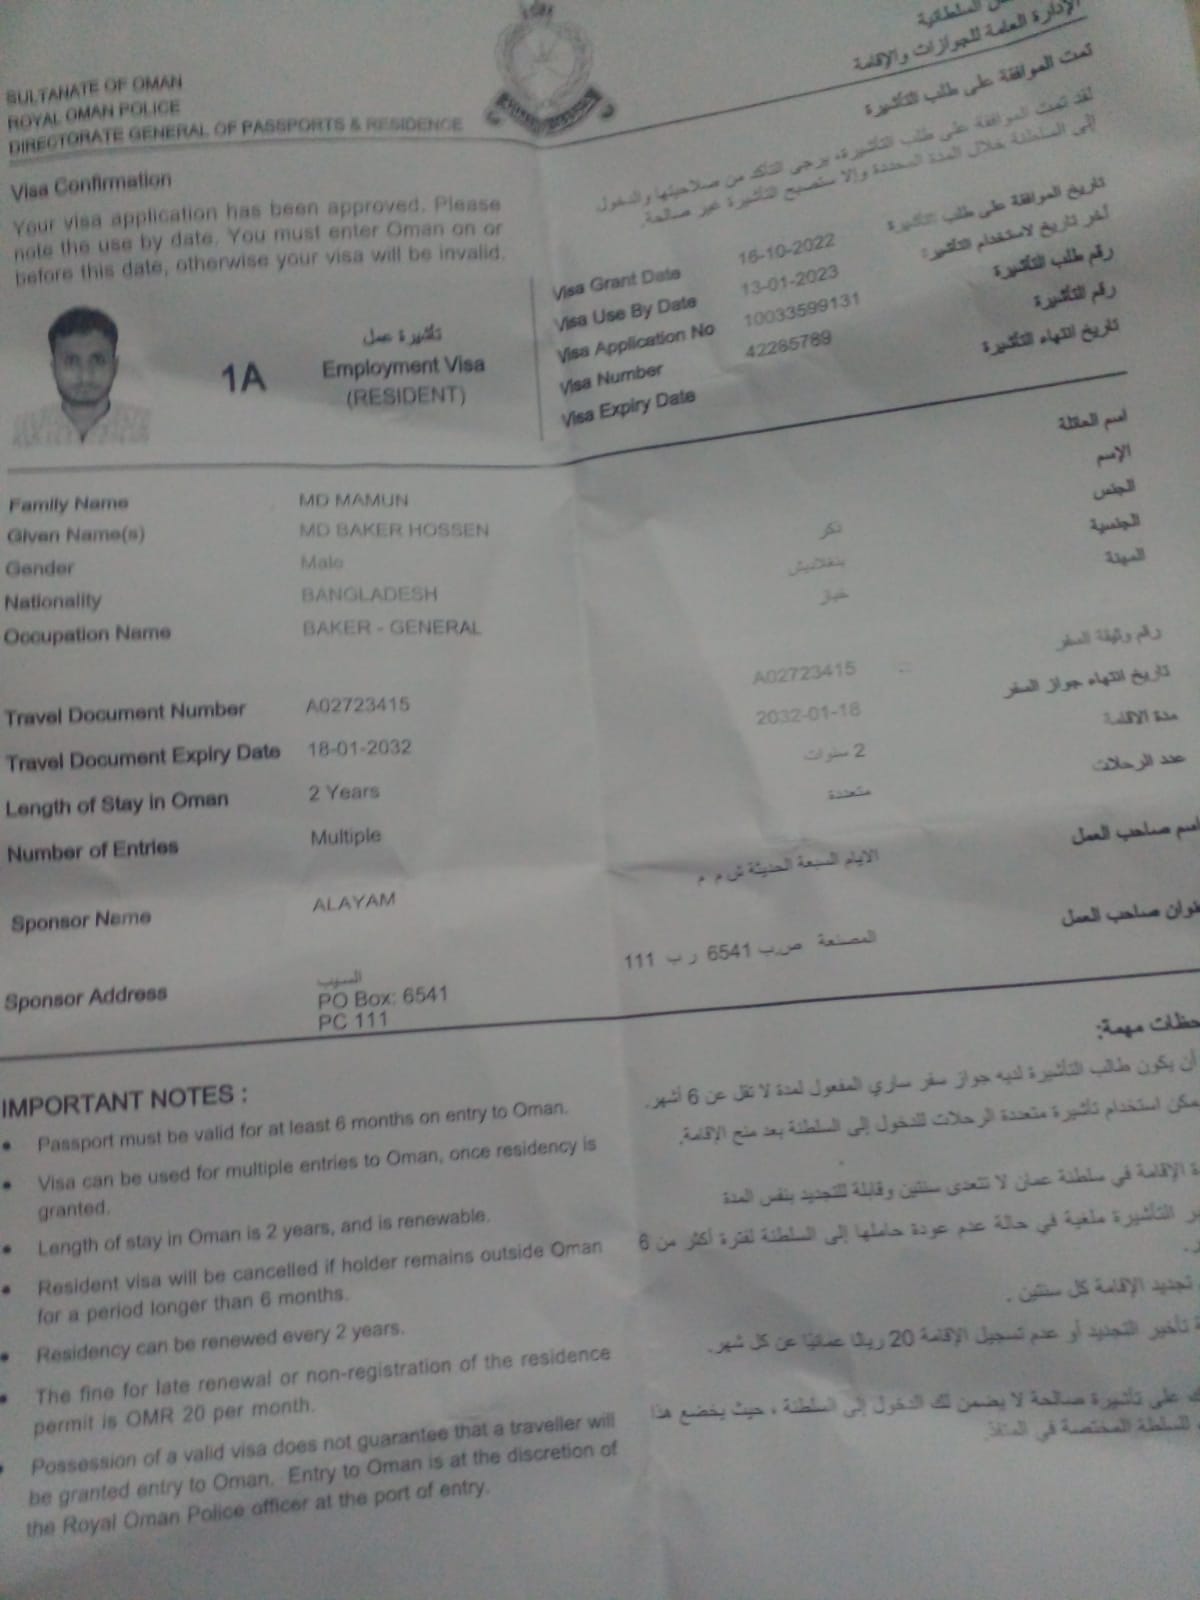 SULTANATE OF OMAN
ROYAL OMAN POLICE
DIRECTORATE GENERAL OF PASSPORTS & RESIDENCE
السلطانية
الإدارة العامة للجوازات والإقامة
Visa Confirmation
Your visa application has been approved. Please
note the use by date. You must enter Oman on or
before this date, otherwise your visa will be invalid.
تمت الموافقة على طلب التأشيرة
لقد تمت الموافقة على طلب التأشيرة، يرجى التأكد من صلاحيتها والدخول
إلى السلطنة خلال المدة المحددة وإلا ستصبح التأشيرة غير صالحة.
1A
تأشيرة عمل
Employment Visa
(RESIDENT)
Visa Grant Date 16-10-2022 تاريخ الموافقة على طلب التأشيرة
Visa Use By Date 13-01-2023 آخر تاريخ لاستخدام التأشيرة
Visa Application No 10033599131 رقم طلب التأشيرة
Visa Number 42285789 رقم التأشيرة
Visa Expiry Date تاريخ انتهاء التأشيرة
Family Name MD MAMUN اسم العائلة
Given Name(s) MD BAKER HOSSEN الإسم
Gender Male ذكر الجنس
Nationality BANGLADESH بنغلاديش الجنسية
Occupation Name BAKER - GENERAL خباز المهنة
Travel Document Number A02723415 A02723415 رقم وثيقة السفر
Travel Document Expiry Date 18-01-2032 2032-01-18 تاريخ انتهاء جواز السفر
Length of Stay in Oman 2 Years 2 سنوات مدة الاقامة
Number of Entries Multiple متعددة عدد الرحلات
Sponsor Name ALAYAM الايام السبعة الحديثة ش م م اسم صاحب العمل
Sponsor Address السيب المصنعة ص.ب 6541 ر ب 111 صاحب العمل
PO Box: 6541
PC 111
IMPORTANT NOTES :
• Passport must be valid for at least 6 months on entry to Oman.
• Visa can be used for multiple entries to Oman, once residency is
granted.
• Length of stay in Oman is 2 years, and is renewable.
• Resident visa will be cancelled if holder remains outside Oman
for a period longer than 6 months.
• Residency can be renewed every 2 years.
• The fine for late renewal or non-registration of the residence
permit is OMR 20 per month.
• Possession of a valid visa does not guarantee that a traveller will
be granted entry to Oman. Entry to Oman is at the discretion of
the Royal Oman Police officer at the port of entry.
مهمة:
أن يكون طالب التأشيرة لديه جواز سفر ساري المفعول لمدة لا تقل عن 6 أشهر.
استخدام تأشيرة متعددة الرحلات للدخول إلى السلطنة بعد منح الإقامة.
الإقامة في سلطنة عمان لا تتعدى سنتين وقابلة للتجديد بنفس المدة
التأشيرة ملغية في حالة عدم عودة حاملها إلى السلطنة لفترة أكثر من 6
تجديد الإقامة كل سنتين .
تأخير التجديد أو عدم تسجيل الإقامة 20 ريالا عمانيا عن كل شهر.
على تأشيرة صالحة لا يضمن لك الدخول إلى السلطنة ، حيث يخضع هذا
للسلطة المختصة في المنفذ.